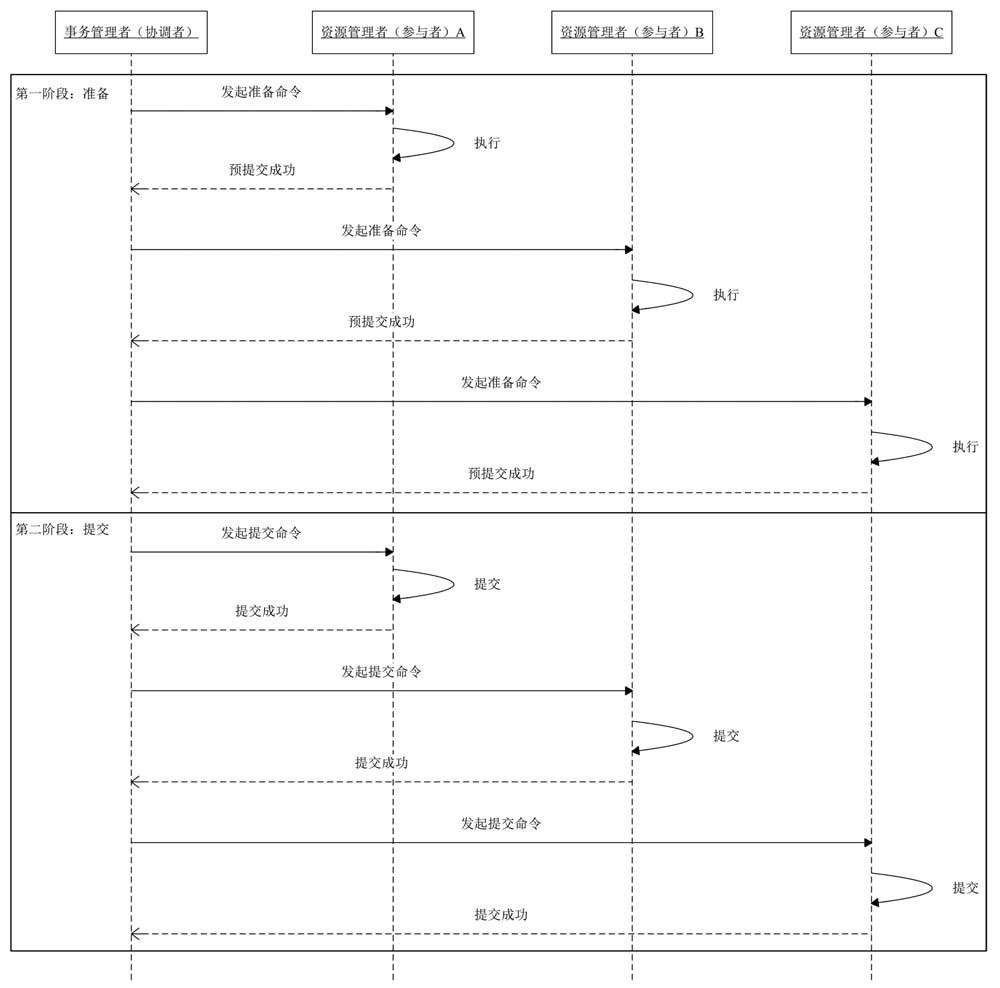 事务管理者（协调者）
资源管理者（参与者）A
资源管理者（参与者）B
资源管理者（参与者）C
第一阶段：准备
发起准备命令
执行
预提交成功
发起准备命令
执行
预提交成功
发起准备命令
执行
预提交成功
第二阶段：提交
发起提交命令
提交
提交成功
发起提交命令
提交
提交成功
发起提交命令
提交
提交成功